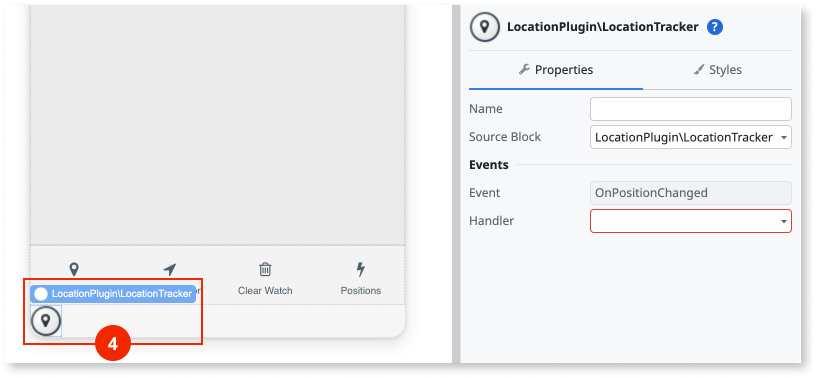 LocationPlugin\LocationTracker ?
Properties
Styles
Name
Source Block
LocationPlugin\LocationTracker
Events
Event
OnPositionChanged
Handler
Clear Watch
Positions
LocationPlugin\LocationTracker
4